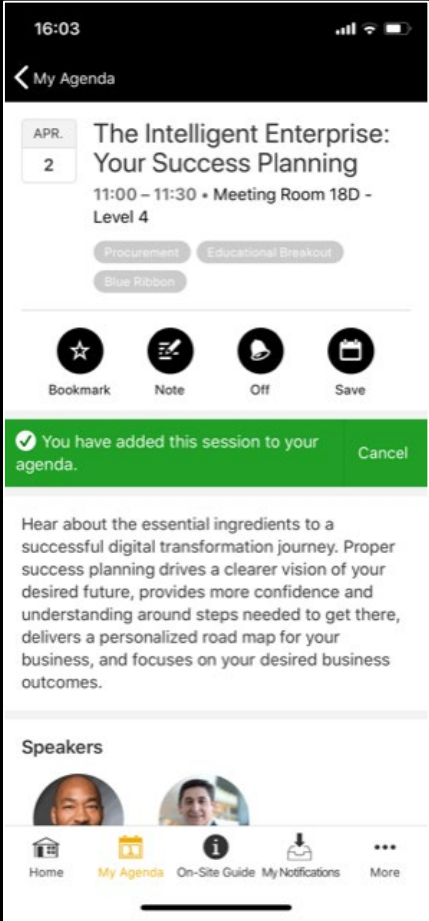 16:03
My Agenda
APR.
2
The Intelligent Enterprise:
Your Success Planning
11:00 – 11:30 • Meeting Room 18D -
Level 4
Procurement Educational Breakout
Blue Ribbon
Bookmark Note Off Save
You have added this session to your
agenda.
Cancel
Hear about the essential ingredients to a
successful digital transformation journey. Proper
success planning drives a clearer vision of your
desired future, provides more confidence and
understanding around steps needed to get there,
delivers a personalized road map for your
business, and focuses on your desired business
outcomes.
Speakers
Home My Agenda On-Site Guide My Notifications More